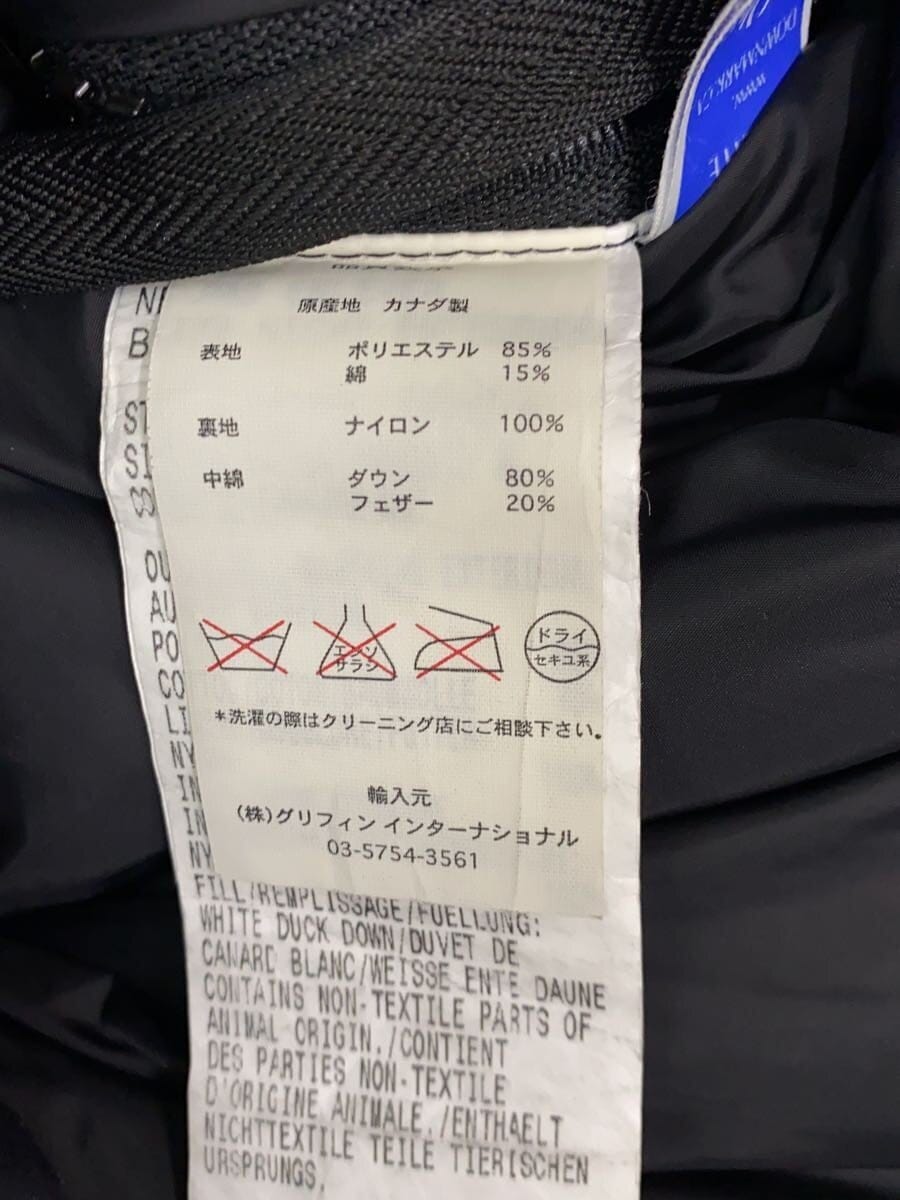 DOWNMARK.CA
www.
原産地 カナダ製
表地 ポリエステル 85%
綿 15%
裏地 ナイロン 100%
中綿 ダウン 80%
フェザー 20%
エンソ
サラシ
ドライ
セキユ系
*洗濯の際はクリーニング店にご相談下さい。
輸入元
(株)グリフィン インターナショナル
03-5754-3561
FILL/REMPLISSAGE/FUELLUNG:
WHITE DUCK DOWN/DUVET DE
CANARD BLANC/WEISSE ENTE DAUNE
CONTAINS NON-TEXTILE PARTS OF
ANIMAL ORIGIN./CONTIENT
DES PARTIES NON-TEXTILE
D'ORIGINE ANIMALE./ENTHAELT
NICHTTEXTILE TEILE TIERISCHEN
URSPRUNGS.